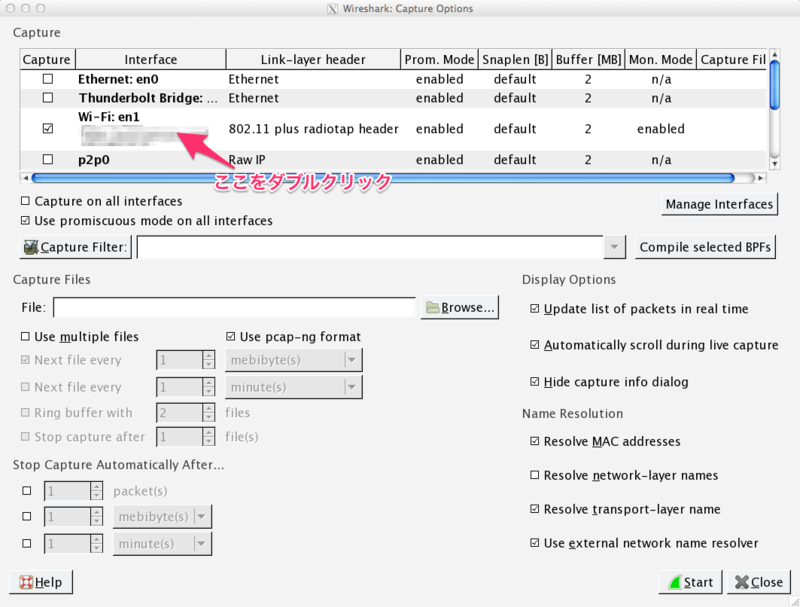 Wireshark: Capture Options
Capture
Capture Interface Link-layer header Prom. Mode Snaplen [B] Buffer [MB] Mon. Mode Capture Fil
Ethernet: en0 Ethernet enabled default 2 n/a
Thunderbolt Bridge: ... Ethernet enabled default 2 n/a
Wi-Fi: en1 802.11 plus radiotap header enabled default 2 enabled
p2p0 Raw IP enabled default 2 n/a
ここをダブルクリック
Capture on all interfaces
Manage Interfaces
Use promiscuous mode on all interfaces
Capture Filter: Compile selected BPFs
Capture Files
File: Browse...
Use multiple files Use pcap-ng format
Next file every 1 mebibyte(s)
Next file every 1 minute(s)
Ring buffer with 2 files
Stop capture after 1 file(s)
Stop Capture Automatically After...
1 packet(s)
1 mebibyte(s)
1 minute(s)
Display Options
Update list of packets in real time
Automatically scroll during live capture
Hide capture info dialog
Name Resolution
Resolve MAC addresses
Resolve network-layer names
Resolve transport-layer name
Use external network name resolver
Help Start Close